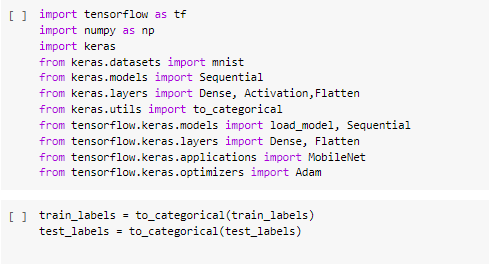 [ ] import tensorflow as tf
import numpy as np
import keras
from keras.datasets import mnist
from keras.models import Sequential
from keras.layers import Dense, Activation,Flatten
from keras.utils import to_categorical
from tensorflow.keras.models import load_model, Sequential
from tensorflow.keras.layers import Dense, Flatten
from tensorflow.keras.applications import MobileNet
from tensorflow.keras.optimizers import Adam
[ ] train_labels = to_categorical(train_labels)
test_labels = to_categorical(test_labels)